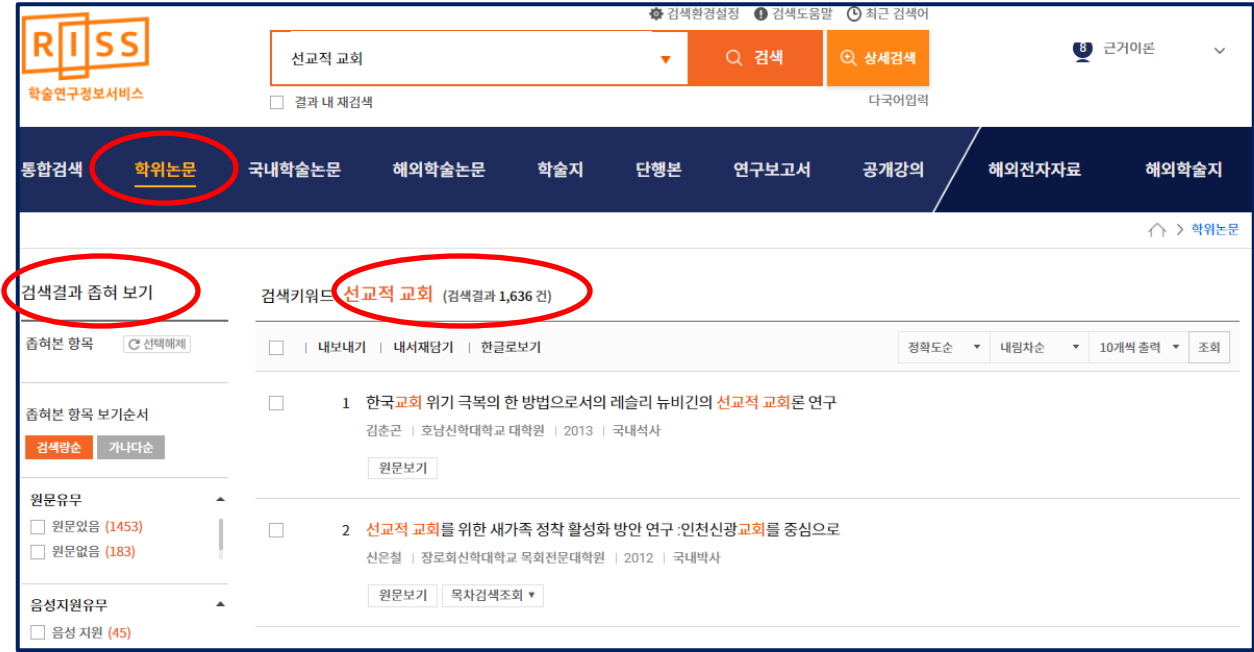 검색환경설정 검색도움말 최근 검색어
RISS
학술연구정보서비스
선교적 교회 검색 상세검색
8 근거이론
결과 내 재검색 다국어입력
통합검색 학위논문 국내학술논문 해외학술논문 학술지 단행본 연구보고서 공개강의 해외전자자료 해외학술지
> 학위논문
검색결과 좁혀 보기
검색키워드 선교적 교회 (검색결과 1,636 건)
좁혀본 항목 선택해제
| 내보내기 | 내서재담기 | 한글로보기
정확도순 내림차순 10개씩 출력 조회
좁혀본 항목 보기순서
검색량순 가나다순
원문유무
원문있음 (1453)
원문없음 (183)
음성지원유무
음성 지원 (45)
1 한국교회 위기 극복의 한 방법으로서의 레슬리 뉴비긴의 선교적 교회론 연구
김춘곤 | 호남신학대학교 대학원 | 2013 | 국내석사
원문보기
2 선교적 교회를 위한 새가족 정착 활성화 방안 연구 :인천신광교회를 중심으로
신은철 | 장로회신학대학교 목회전문대학원 | 2012 | 국내박사
원문보기 목차검색조회